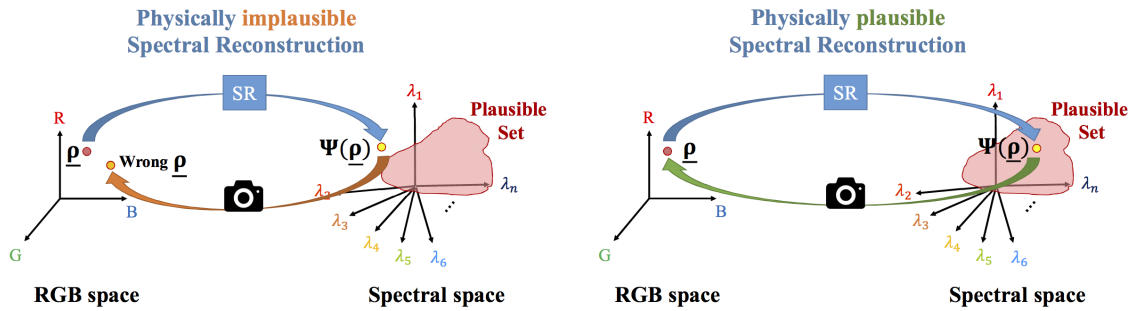 Physically implausible
Spectral Reconstruction
SR
λ1
Plausible
Set
R
ρ
Wrong ρ
Ψ(ρ)
λ2
λn
B
λ3
...
λ4
G
λ5
λ6
RGB space
Spectral space
Physically plausible
Spectral Reconstruction
SR
λ1
Plausible
Set
R
ρ
Ψ(ρ)
λ2
λn
B
λ3
...
λ4
G
λ5
λ6
RGB space
Spectral space